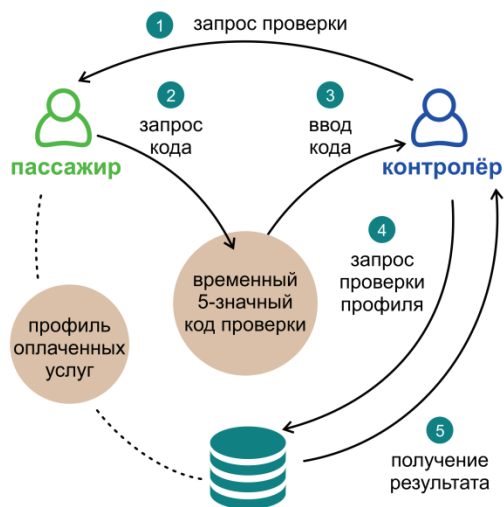 1 запрос проверки
2
запрос
кода
3
ввод
кода
пассажир
контролёр
4
запрос
проверки
профиля
временный
5-значный
код проверки
профиль
оплаченных
услуг
5
получение
результата